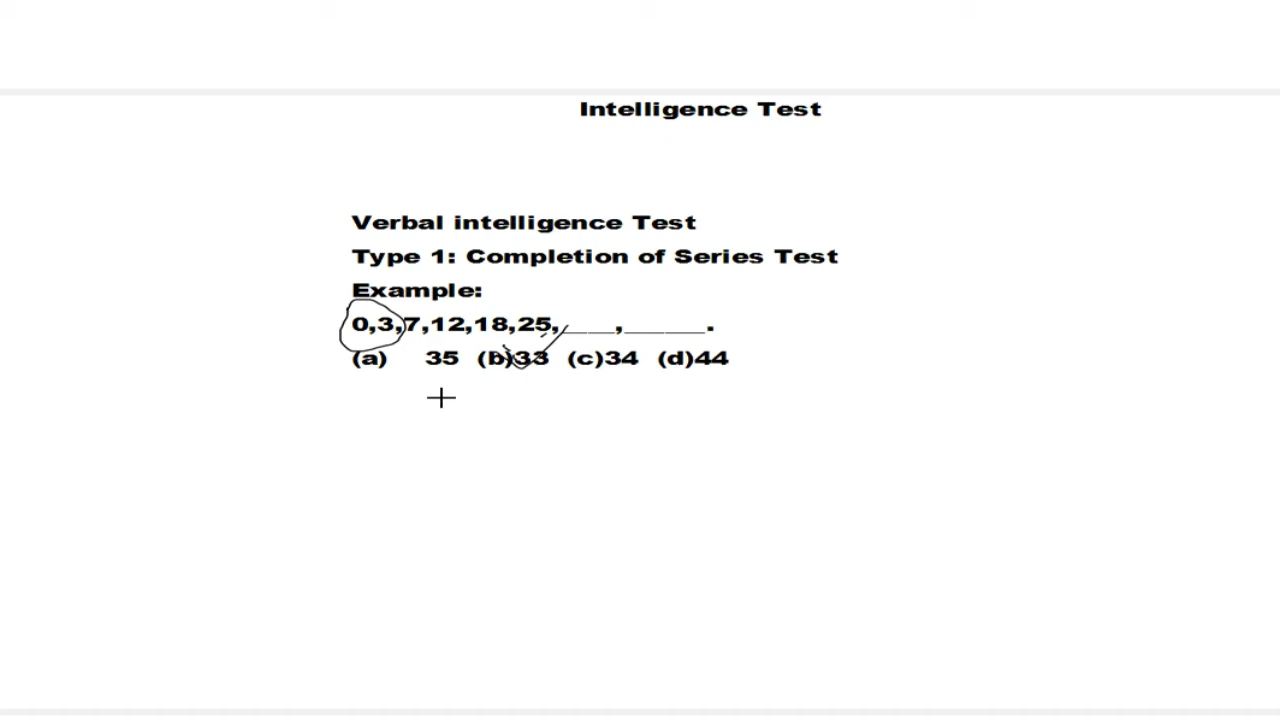 Intelligence Test
Verbal intelligence Test
Type 1: Completion of Series Test
Example:
0,3,7,12,18,25,____,______.
(a) 35 (b)33 (c)34 (d)44